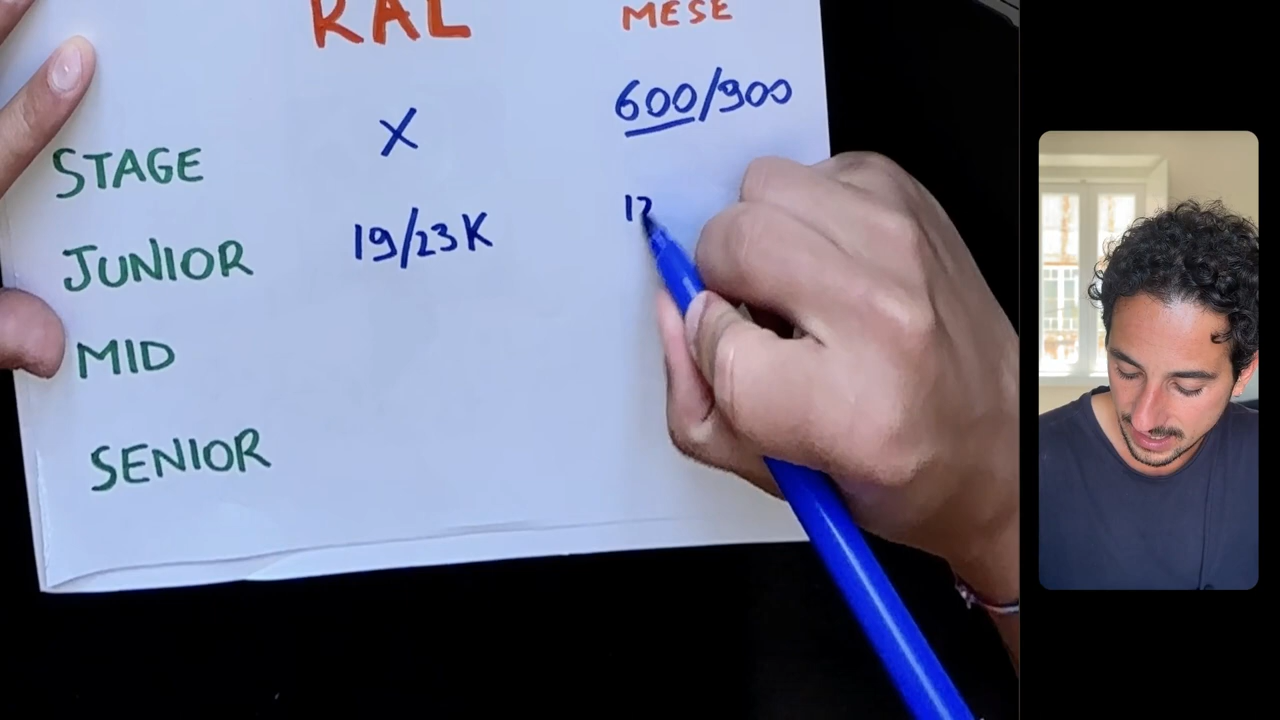 RAL MESE
STAGE X 600/900
JUNIOR 19/23K
MID
SENIOR